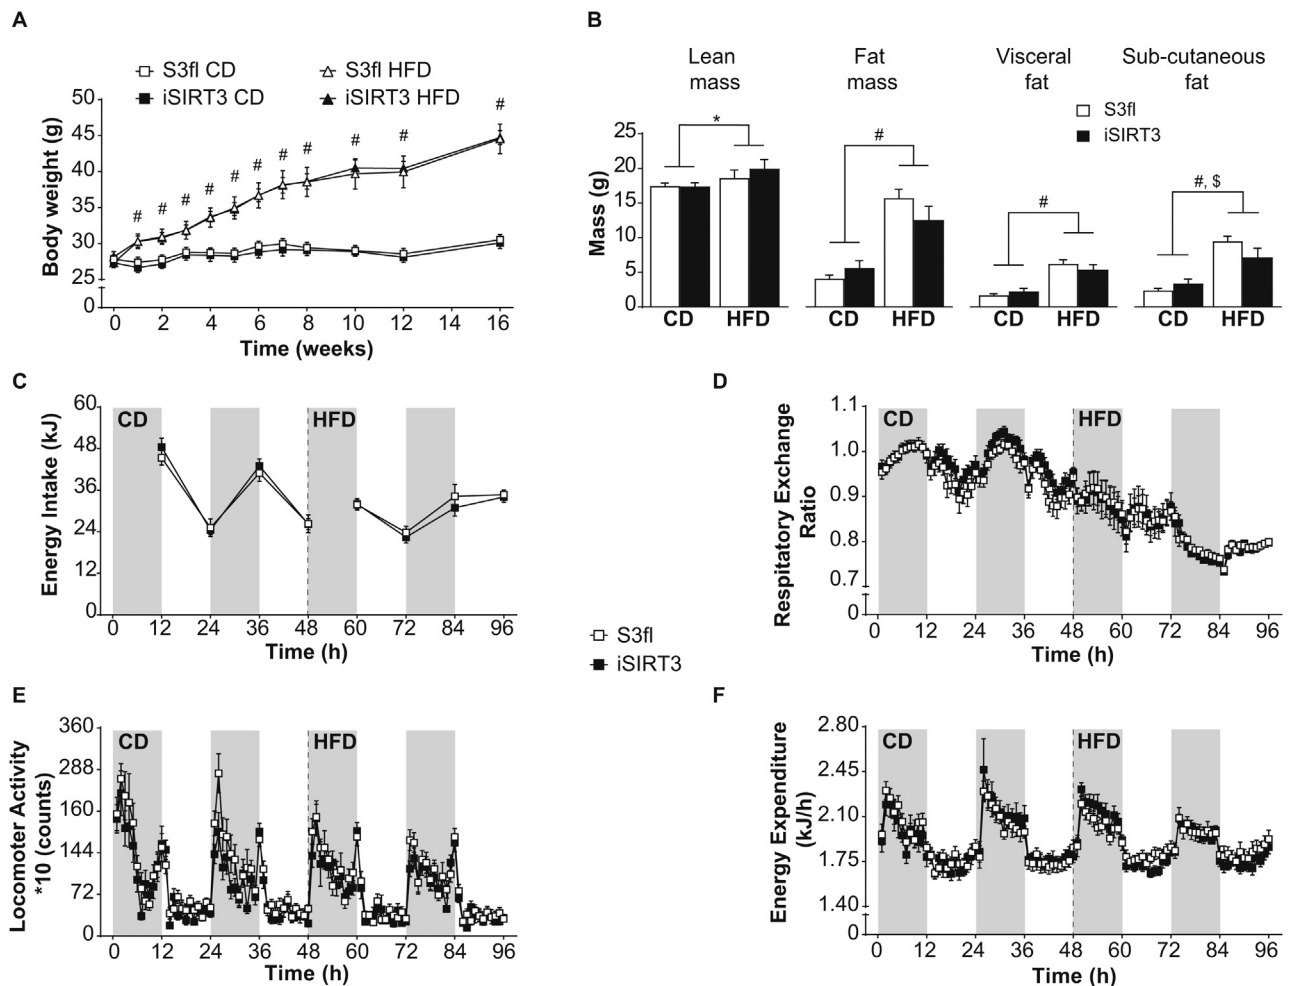 A
S3fl CD
S3fl HFD
iSIRT3 CD
iSIRT3 HFD
Body weight (g)
50
45
40
35
30
25
0
# # # # # # # # # # #
0 2 4 6 8 10 12 14 16
Time (weeks)
B
Lean mass
Fat mass
Visceral fat
Sub-cutaneous fat
S3fl
iSIRT3
Mass (g)
25
20
15
10
5
0
*
#
#
#, $
CD HFD
CD HFD
CD HFD
CD HFD
C
Energy Intake (kJ)
60
48
36
24
12
0
CD
HFD
0 12 24 36 48 60 72 84 96
Time (h)
D
Respitatory Exchange
Ratio
1.1
1.0
0.9
0.8
0.7
0
CD
HFD
0 12 24 36 48 60 72 84 96
Time (h)
S3fl
iSIRT3
E
Locomoter Activity
*10 (counts)
360
288
160
144
72
0
CD
HFD
0 12 24 36 48 60 72 84 96
Time (h)
F
Energy Expenditure
(kJ/h)
2.80
2.45
2.10
1.75
1.40
0
CD
HFD
0 12 24 36 48 60 72 84 96
Time (h)